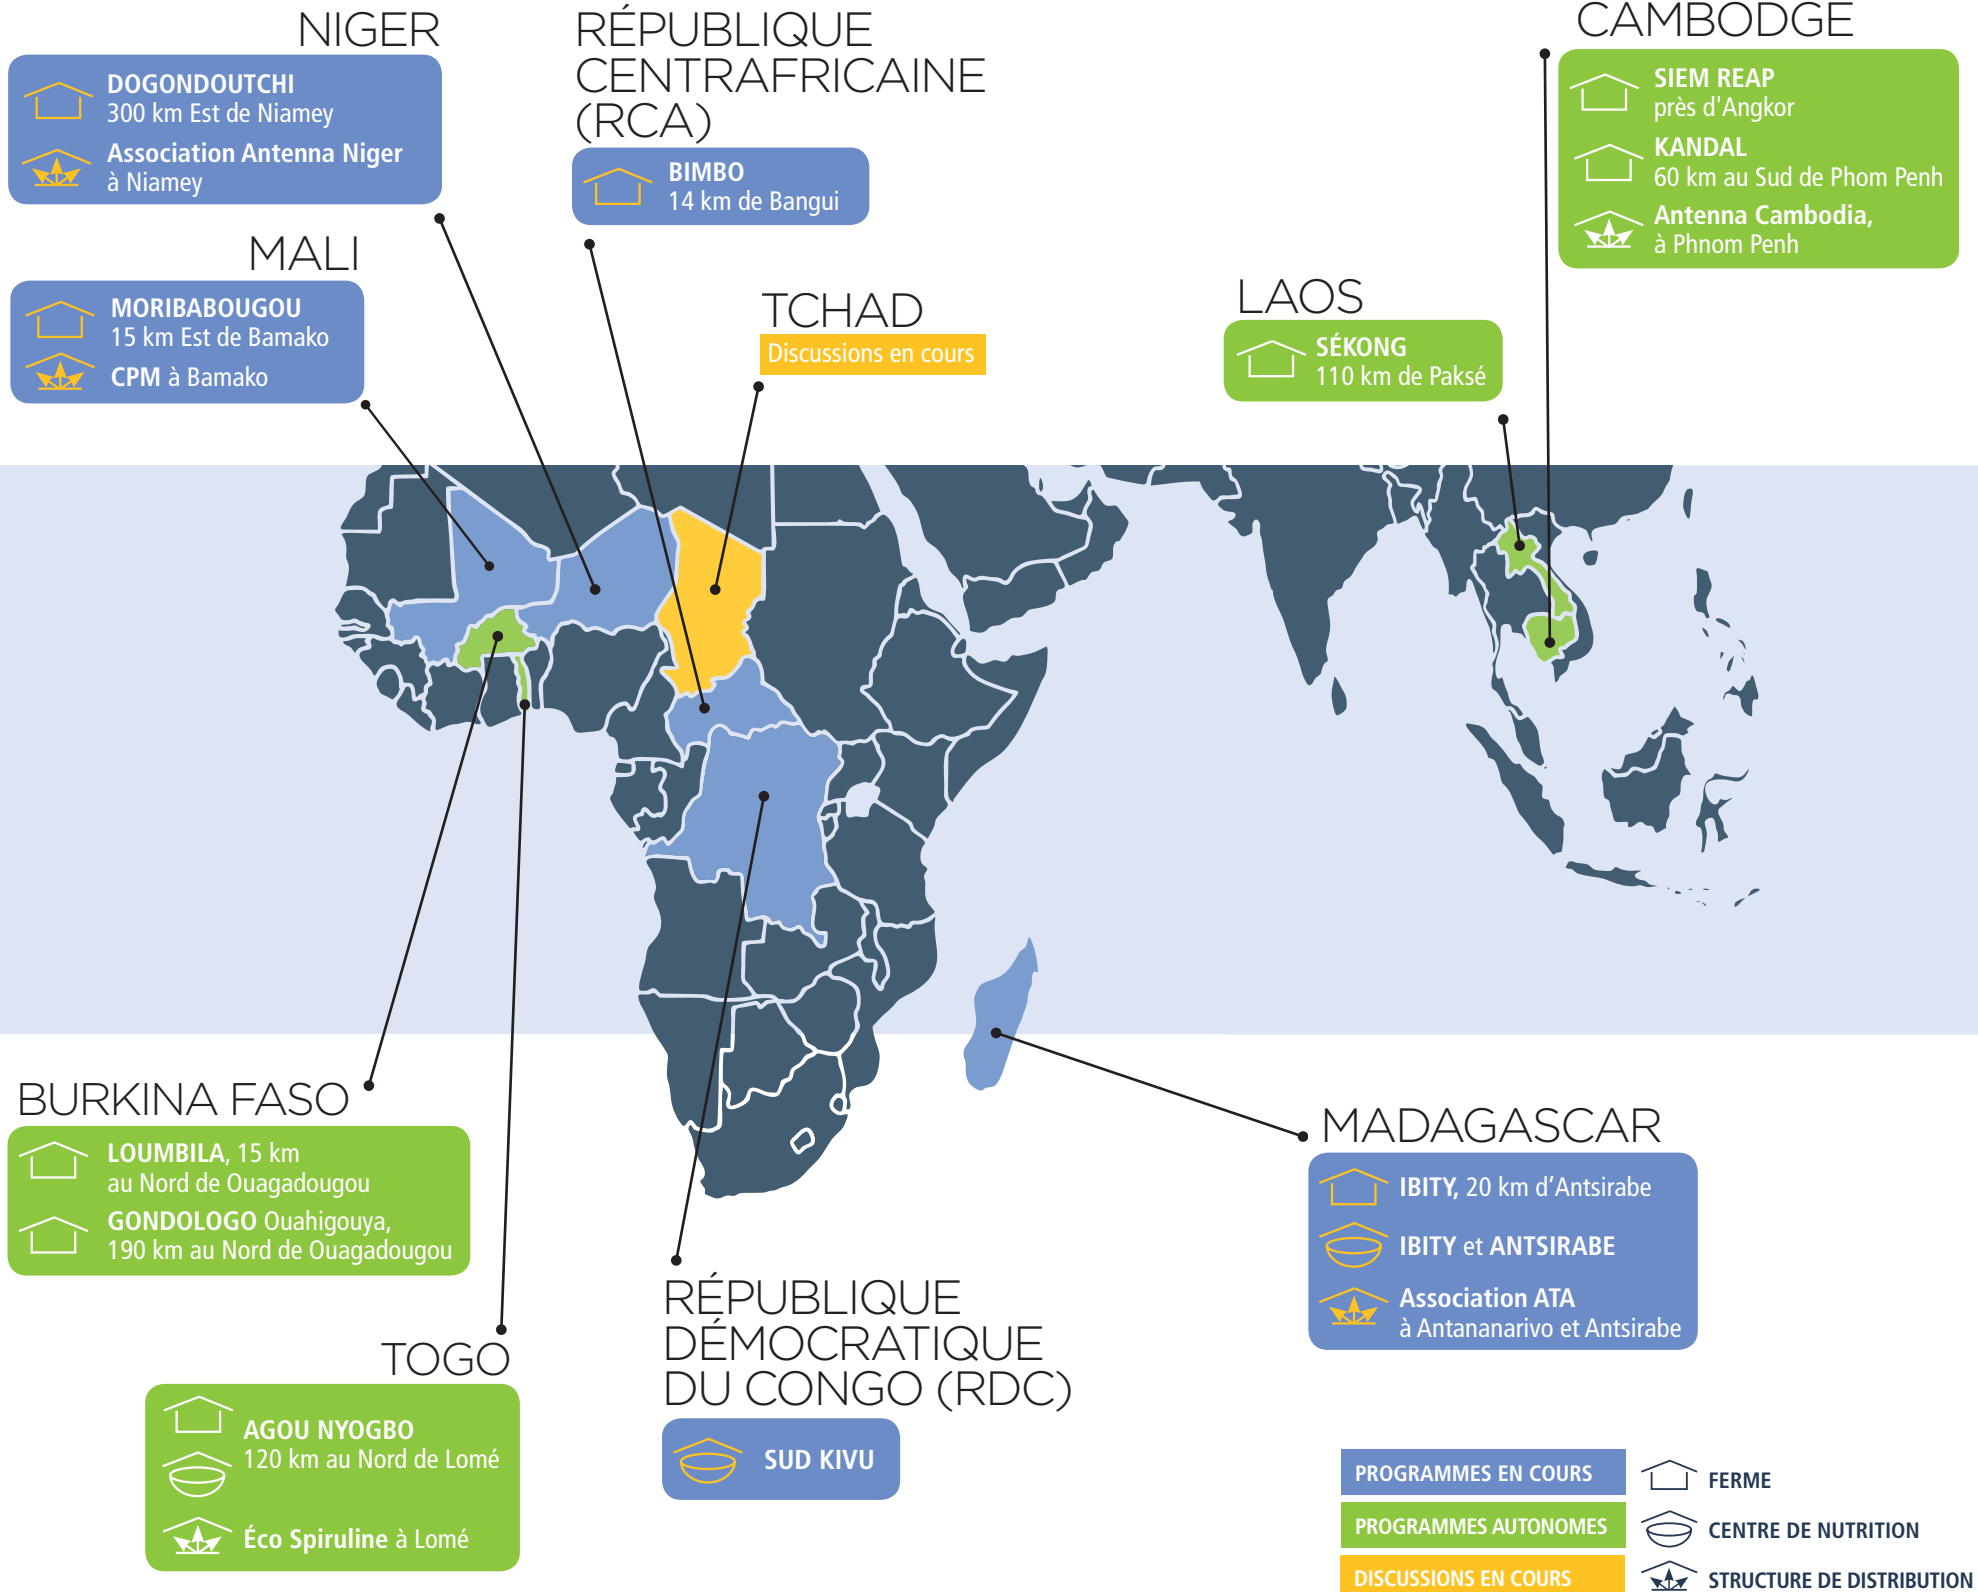 NIGER
DOGONDOUTCHI
300 km Est de Niamey
Association Antenna Niger
à Niamey
RÉPUBLIQUE
CENTRAFRICAINE
(RCA)
BIMBO
14 km de Bangui
CAMBODGE
SIEM REAP
près d'Angkor
KANDAL
60 km au Sud de Phom Penh
Antenna Cambodia,
à Phnom Penh
MALI
MORIBABOUGOU
15 km Est de Bamako
CPM à Bamako
TCHAD
Discussions en cours
LAOS
SÉKONG
110 km de Paksé
BURKINA FASO
LOUMBILA, 15 km
au Nord de Ouagadougou
GONDOLOGO Ouahigouya,
190 km au Nord de Ouagadougou
TOGO
AGOU NYOGBO
120 km au Nord de Lomé
Éco Spiruline à Lomé
RÉPUBLIQUE
DÉMOCRATIQUE
DU CONGO (RDC)
SUD KIVU
MADAGASCAR
IBITY, 20 km d’Antsirabe
IBITY et ANTSIRABE
Association ATA
à Antananarivo et Antsirabe
PROGRAMMES EN COURS
PROGRAMMES AUTONOMES
DISCUSSIONS EN COURS
FERME
CENTRE DE NUTRITION
STRUCTURE DE DISTRIBUTION